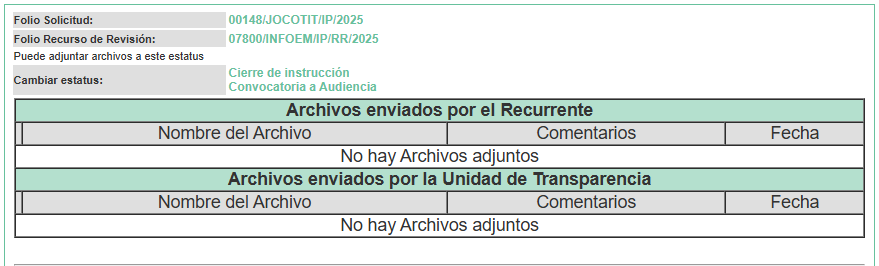 Folio Solicitud: 00148/JOCOTIT/IP/2025
Folio Recurso de Revisión: 07800/INFOEM/IP/RR/2025
Puede adjuntar archivos a este estatus
Cambiar estatus: Cierre de instrucción
Convocatoria a Audiencia
Archivos enviados por el Recurrente
Nombre del Archivo Comentarios Fecha
No hay Archivos adjuntos
Archivos enviados por la Unidad de Transparencia
Nombre del Archivo Comentarios Fecha
No hay Archivos adjuntos